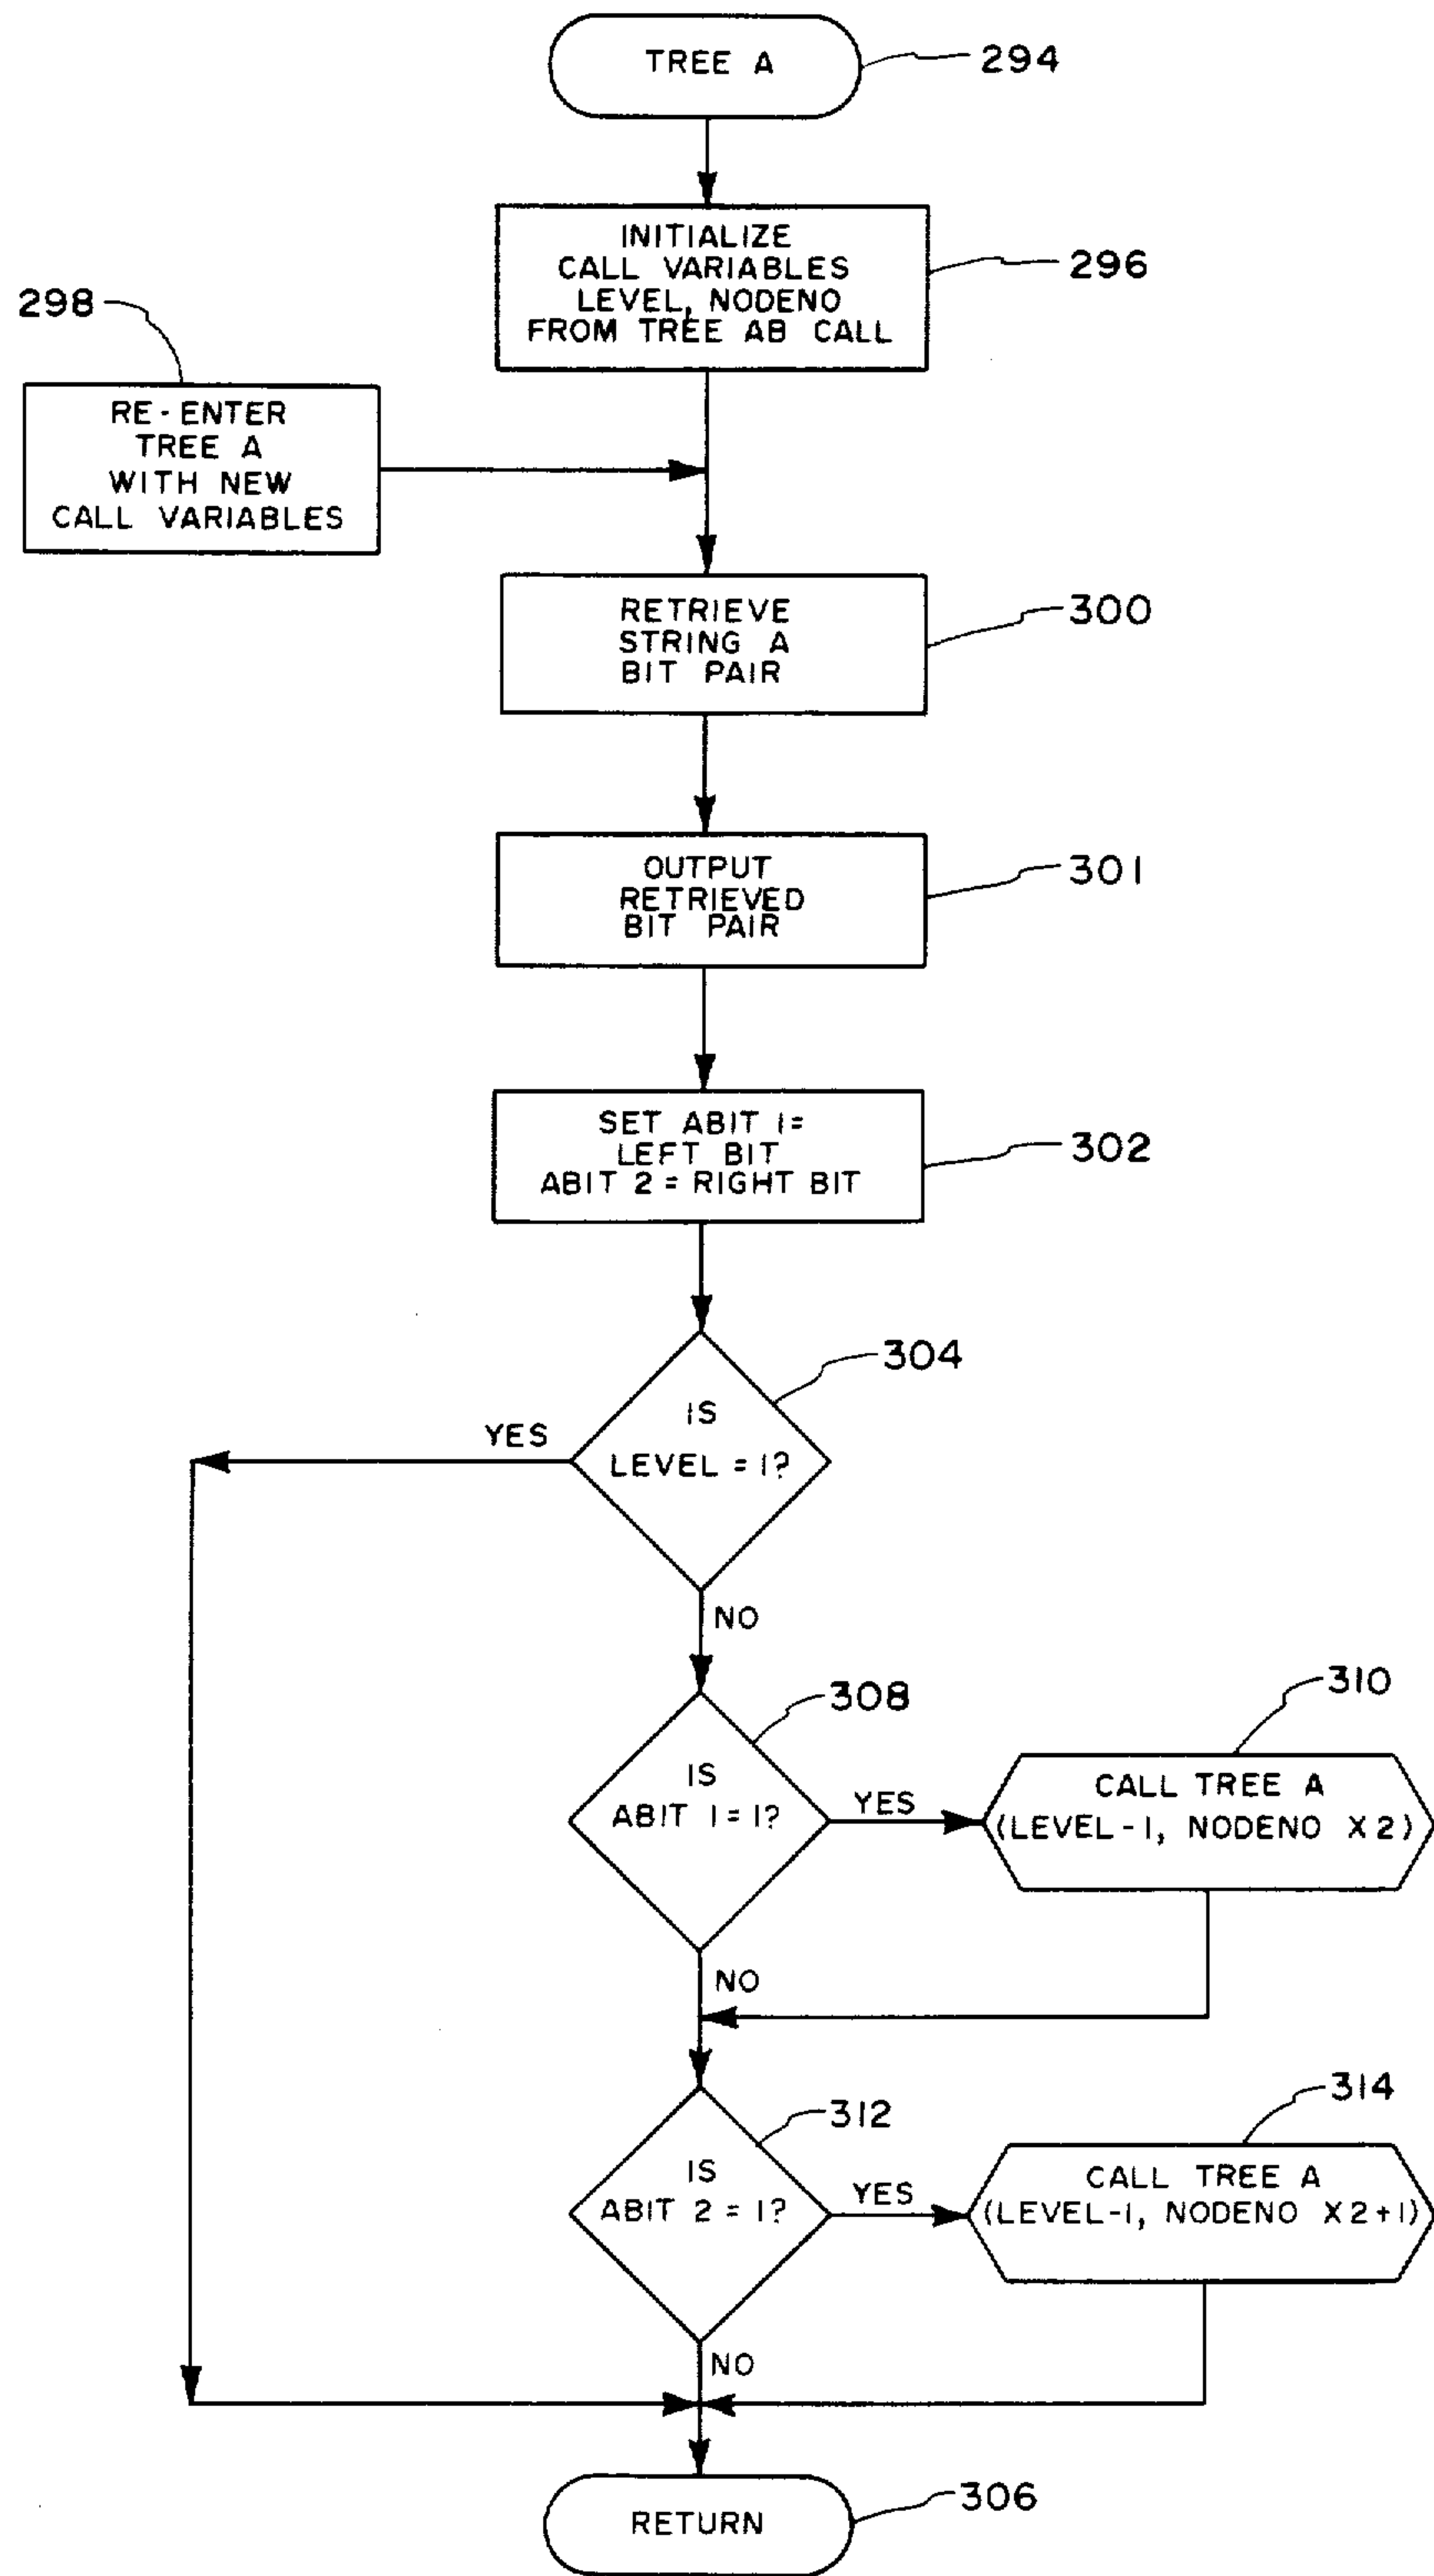 TREE A
294
INITIALIZE
CALL VARIABLES
LEVEL, NODENO
FROM TREE AB CALL
296
298
RE-ENTER
TREE A
WITH NEW
CALL VARIABLES
RETRIEVE
STRING A
BIT PAIR
300
OUTPUT
RETRIEVED
BIT PAIR
301
SET ABIT 1=
LEFT BIT
ABIT 2 = RIGHT BIT
302
304
IS
LEVEL = 1?
YES
NO
308
IS
ABIT 1 = 1?
YES
310
CALL TREE A
(LEVEL-1, NODENO X2)
NO
312
IS
ABIT 2 = 1?
YES
314
CALL TREE A
(LEVEL-1, NODENO X2+1)
NO
RETURN
306